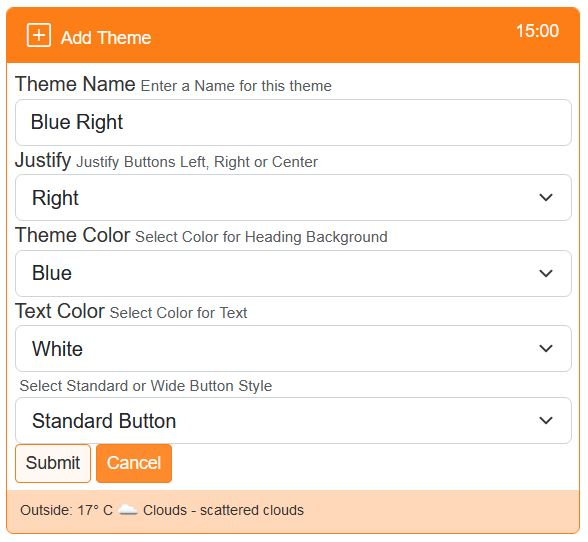 Add Theme 15:00
Theme Name Enter a Name for this theme
Blue Right
Justify Justify Buttons Left, Right or Center
Right
Theme Color Select Color for Heading Background
Blue
Text Color Select Color for Text
White
Select Standard or Wide Button Style
Standard Button
Submit Cancel
Outside: 17° C ☁️ Clouds - scattered clouds